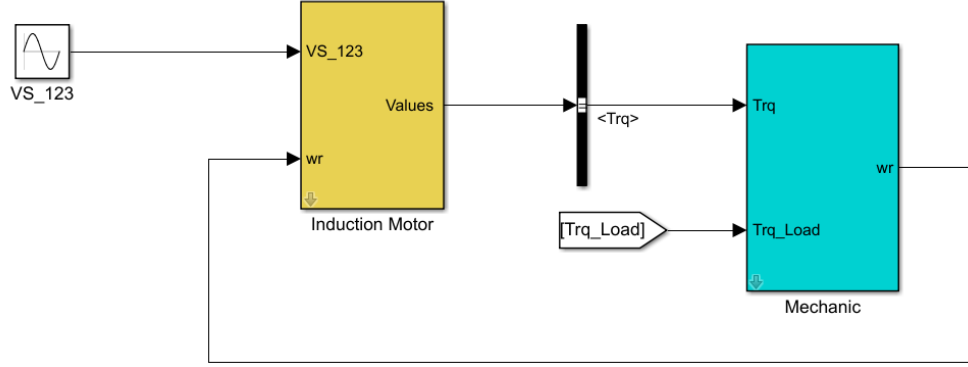 VS_123
VS_123
Values
wr
Induction Motor
<Trq>
[Trq_Load]
Trq
wr
Trq_Load
Mechanic